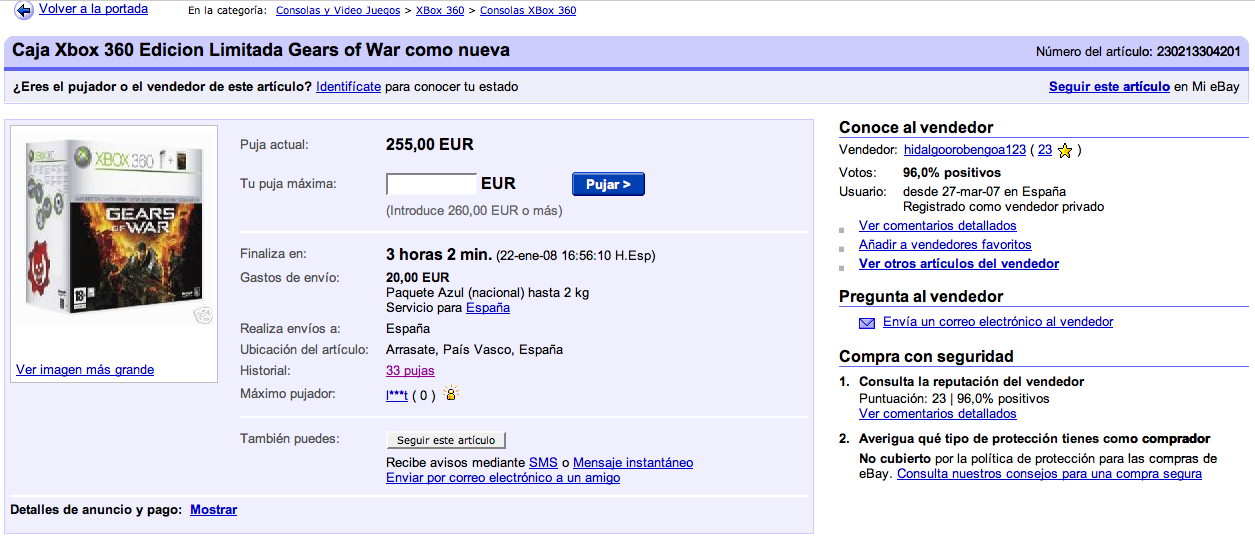 Volver a la portada
En la categoría: Consolas y Video Juegos > XBox 360 > Consolas XBox 360
Caja Xbox 360 Edicion Limitada Gears of War como nueva
Número del artículo: 230213304201
¿Eres el pujador o el vendedor de este artículo? Identifícate para conocer tu estado
Seguir este artículo en Mi eBay
XBOX 360
GEARS
OF WAR
18+
Ver imagen más grande
Puja actual: 255,00 EUR
Tu puja máxima: EUR Pujar >
(Introduce 260,00 EUR o más)
Finaliza en: 3 horas 2 min. (22-ene-08 16:56:10 H.Esp)
Gastos de envío: 20,00 EUR
Paquete Azul (nacional) hasta 2 kg
Servicio para España
Realiza envíos a: España
Ubicación del artículo: Arrasate, País Vasco, España
Historial: 33 pujas
Máximo pujador: l***t ( 0 )
También puedes: Seguir este artículo
Recibe avisos mediante SMS o Mensaje instantáneo
Enviar por correo electrónico a un amigo
Detalles de anuncio y pago: Mostrar
Conoce al vendedor
Vendedor: hidalgoorobengoa123 ( 23 )
Votos: 96,0% positivos
Usuario: desde 27-mar-07 en España
Registrado como vendedor privado
Ver comentarios detallados
Añadir a vendedores favoritos
Ver otros artículos del vendedor
Pregunta al vendedor
Envía un correo electrónico al vendedor
Compra con seguridad
1. Consulta la reputación del vendedor
Puntuación: 23 | 96,0% positivos
Ver comentarios detallados
2. Averigua qué tipo de protección tienes como comprador
No cubierto por la política de protección para las compras de
eBay. Consulta nuestros consejos para una compra segura